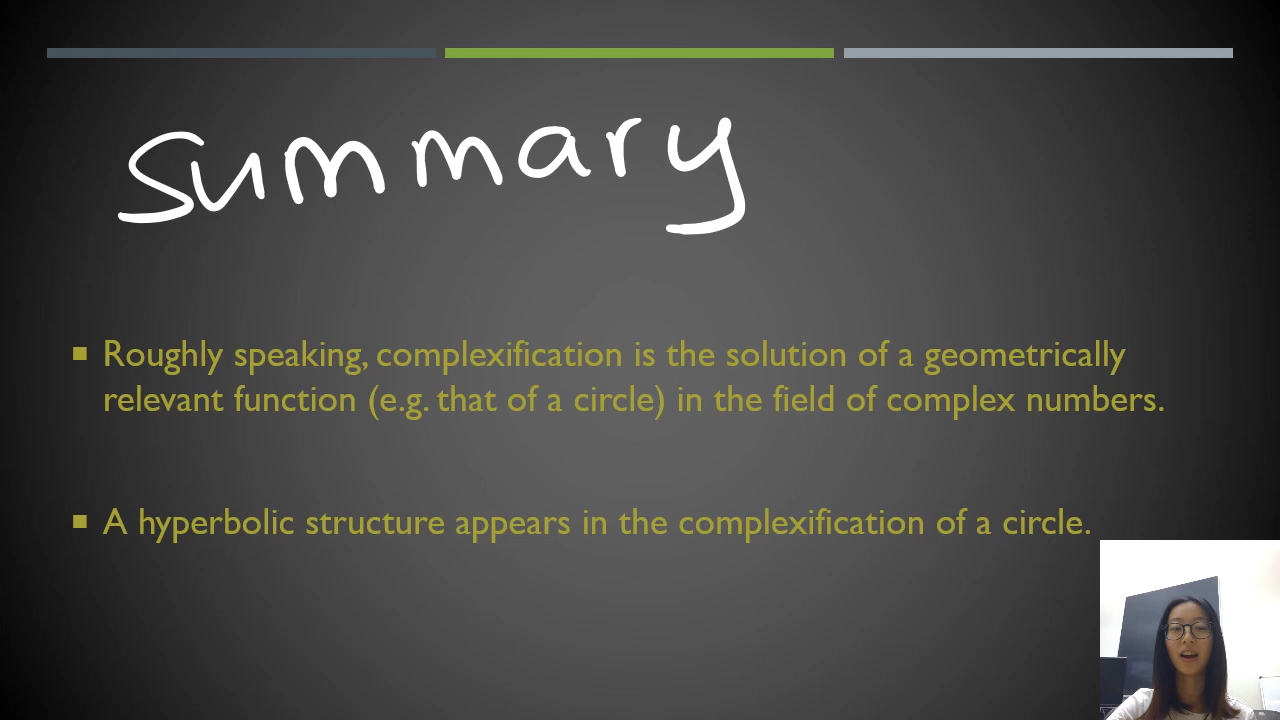 Summary
Roughly speaking, complexification is the solution of a geometrically
relevant function (e.g. that of a circle) in the field of complex numbers.
A hyperbolic structure appears in the complexification of a circle.